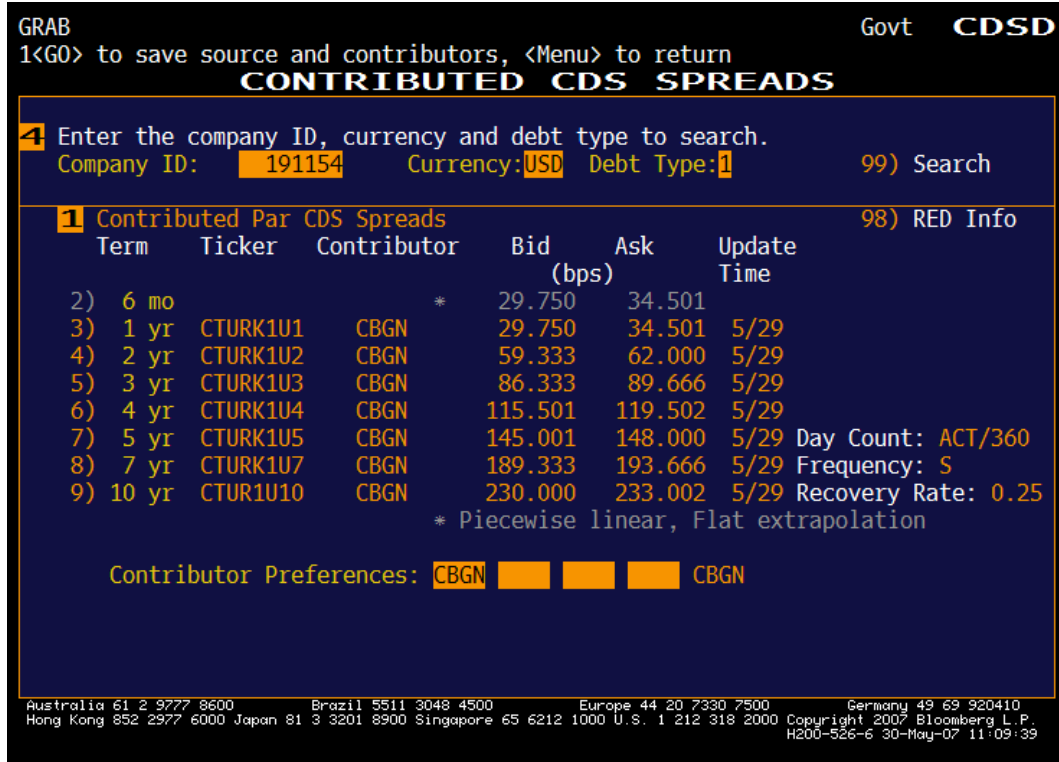 GRAB Govt CDSD
1<GO> to save source and contributors, <Menu> to return
CONTRIBUTED CDS SPREADS
4 Enter the company ID, currency and debt type to search.
Company ID: 191154 Currency:USD Debt Type:1 99) Search
1 Contributed Par CDS Spreads 98) RED Info
Term Ticker Contributor Bid Ask Update
(bps) Time
2) 6 mo * 29.750 34.501
3) 1 yr CTURK1U1 CBGN 29.750 34.501 5/29
4) 2 yr CTURK1U2 CBGN 59.333 62.000 5/29
5) 3 yr CTURK1U3 CBGN 86.333 89.666 5/29
6) 4 yr CTURK1U4 CBGN 115.501 119.502 5/29
7) 5 yr CTURK1U5 CBGN 145.001 148.000 5/29 Day Count: ACT/360
8) 7 yr CTURK1U7 CBGN 189.333 193.666 5/29 Frequency: S
9) 10 yr CTUR1U10 CBGN 230.000 233.002 5/29 Recovery Rate: 0.25
* Piecewise linear, Flat extrapolation
Contributor Preferences: CBGN CBGN
Australia 61 2 9777 8600 Brazil 5511 3048 4500 Europe 44 20 7330 7500 Germany 49 69 920410
Hong Kong 852 2977 6000 Japan 81 3 3201 8900 Singapore 65 6212 1000 U.S. 1 212 318 2000 Copyright 2007 Bloomberg L.P.
H200-526-6 30-May-07 11:09:39